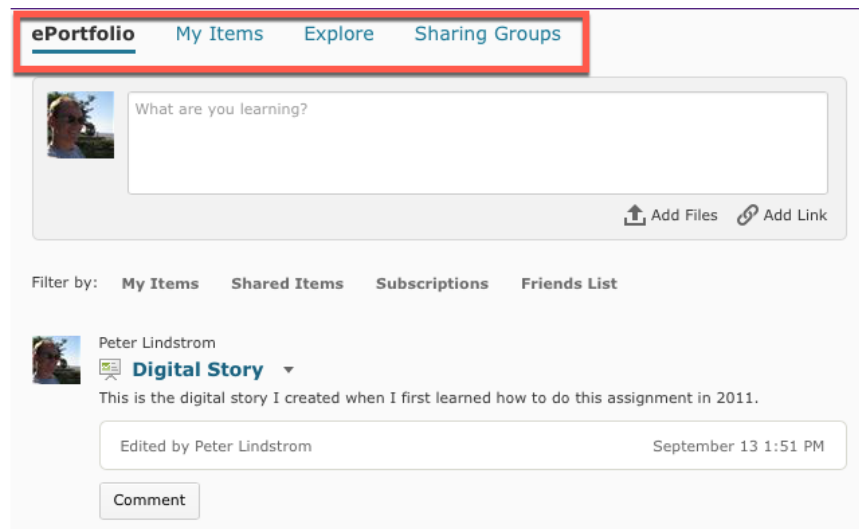 ePortfolio My Items Explore Sharing Groups
What are you learning?
Add Files Add Link
Filter by: My Items Shared Items Subscriptions Friends List
Peter Lindstrom
Digital Story
This is the digital story I created when I first learned how to do this assignment in 2011.
Edited by Peter Lindstrom September 13 1:51 PM
Comment